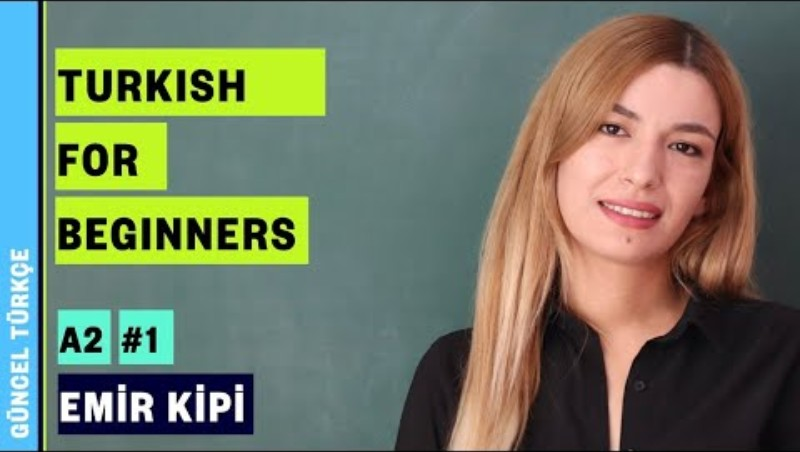 TURKISH
FOR
BEGINNERS
A2 #1
EMİR KİPİ
GÜNCEL TÜRKÇE